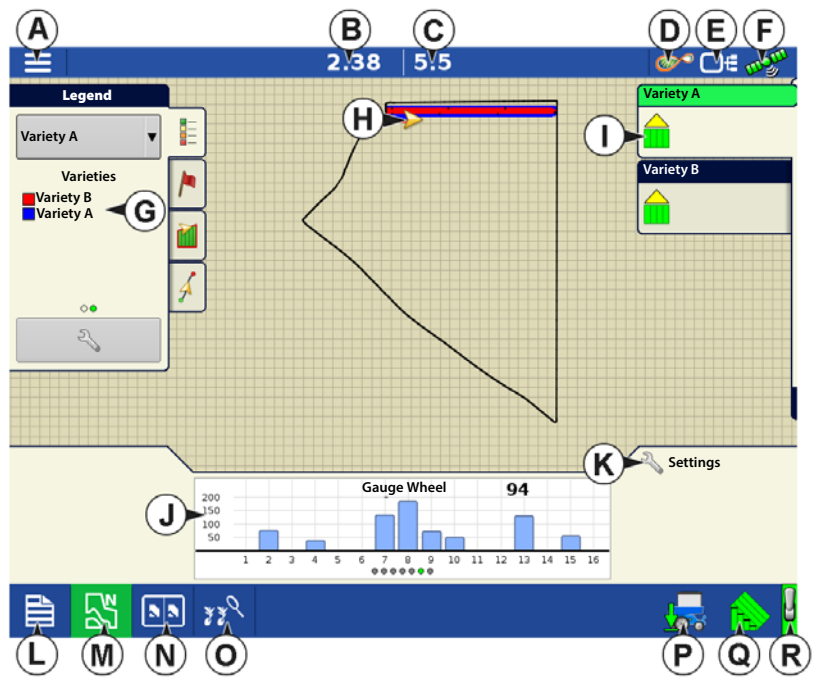 A
B
C
D
E
F
2.38
5.5
Legend
Variety A
Varieties
Variety B
Variety A
G
H
Variety A
I
Variety B
K
Settings
J
Gauge Wheel
94
200
150
100
50
1 2 3 4 5 6 7 8 9 10 11 12 13 14 15 16
N
L
M
N
O
P
Q
R